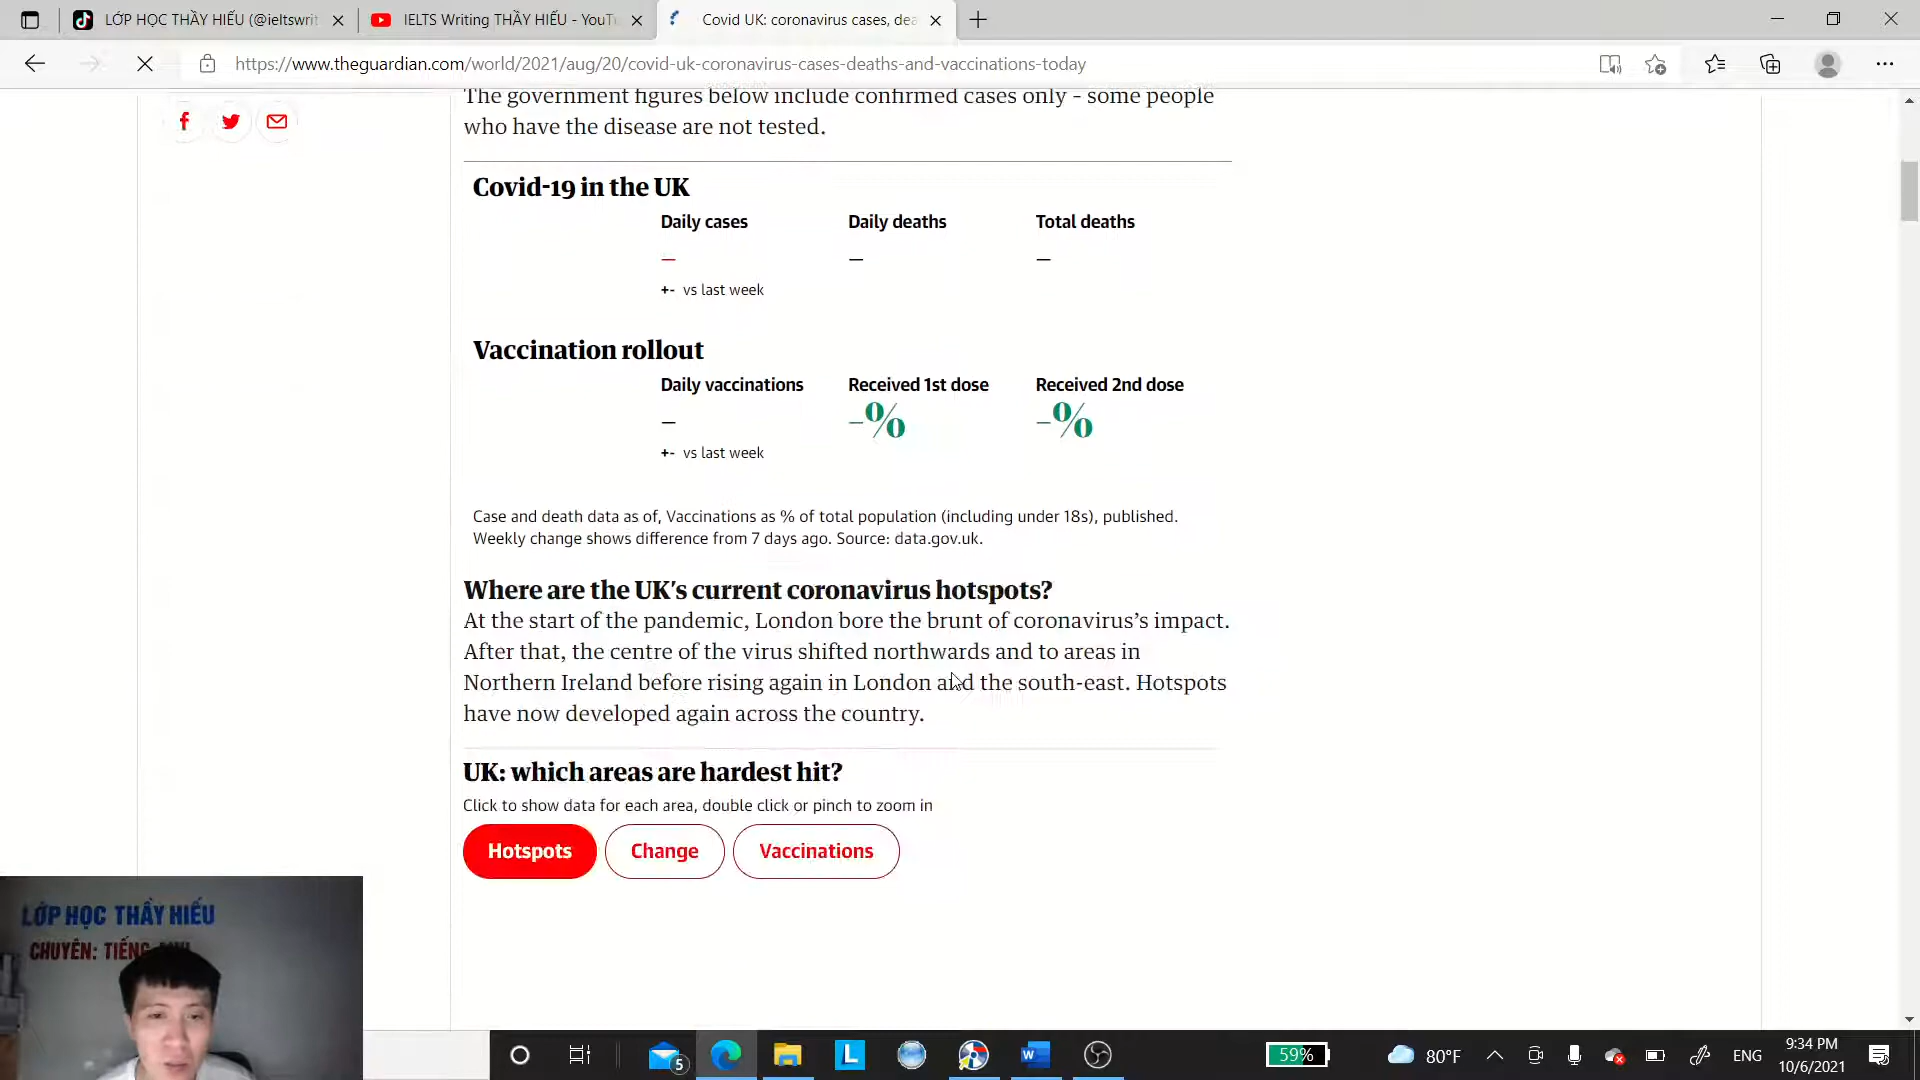 LỚP HỌC THẦY HIẾU (@ieltswrit
IELTS Writing THẦY HIẾU - YouT
Covid UK: coronavirus cases, dea
https://www.theguardian.com/world/2021/aug/20/covid-uk-coronavirus-cases-deaths-and-vaccinations-today
The government figures below include confirmed cases only – some people
who have the disease are not tested.
Covid-19 in the UK
Daily cases Daily deaths Total deaths
– – –
+- vs last week
Vaccination rollout
Daily vaccinations Received 1st dose Received 2nd dose
– –% –%
+- vs last week
Case and death data as of, Vaccinations as % of total population (including under 18s), published.
Weekly change shows difference from 7 days ago. Source: data.gov.uk.
Where are the UK’s current coronavirus hotspots?
At the start of the pandemic, London bore the brunt of coronavirus’s impact.
After that, the centre of the virus shifted northwards and to areas in
Northern Ireland before rising again in London and the south-east. Hotspots
have now developed again across the country.
UK: which areas are hardest hit?
Click to show data for each area, double click or pinch to zoom in
Hotspots Change Vaccinations
LỚP HỌC THẦY HIẾU
CHUYÊN: TIẾNG
5
L
W
59%
80°F
ENG
9:34 PM
10/6/2021